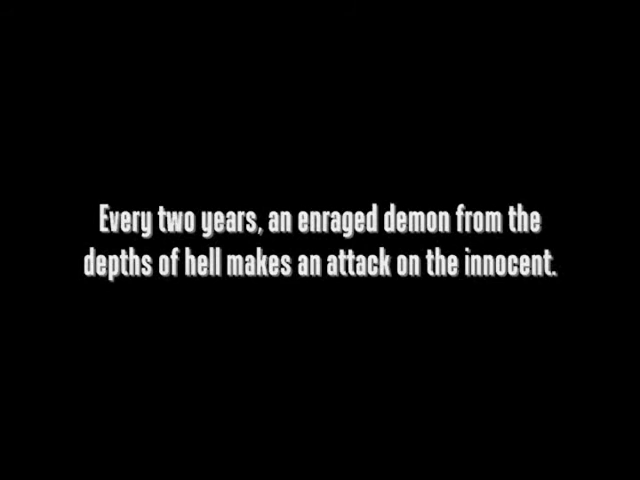 Every two years, an enraged demon from the
depths of hell makes an attack on the innocent.